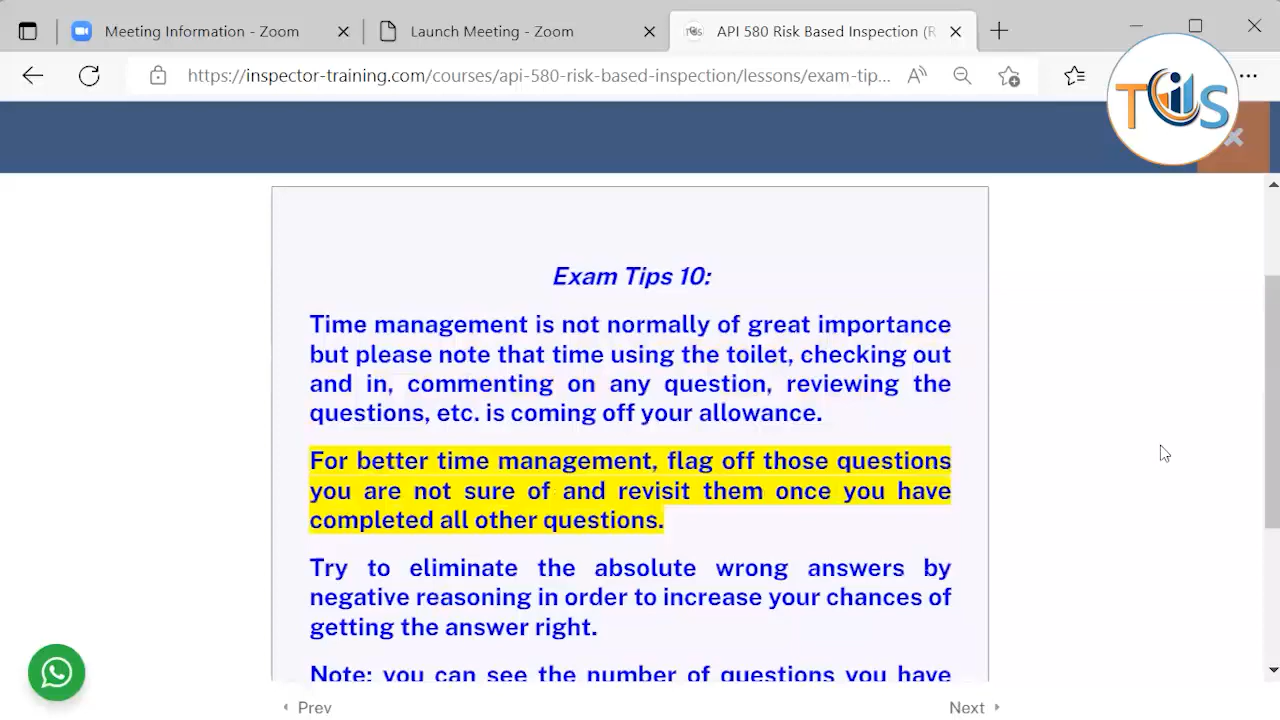 Meeting Information - Zoom
Launch Meeting - Zoom
API 580 Risk Based Inspection (R
https://inspector-training.com/courses/api-580-risk-based-inspection/lessons/exam-tip...
TIIS
Exam Tips 10:
Time management is not normally of great importance
but please note that time using the toilet, checking out
and in, commenting on any question, reviewing the
questions, etc. is coming off your allowance.
For better time management, flag off those questions
you are not sure of and revisit them once you have
completed all other questions.
Try to eliminate the absolute wrong answers by
negative reasoning in order to increase your chances of
getting the answer right.
Note: you can see the number of questions you have
Prev
Next